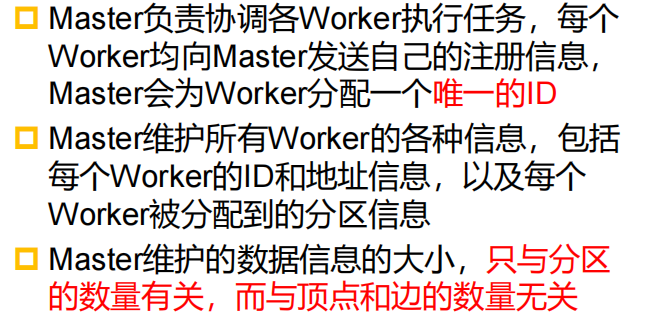 Master负责协调各Worker执行任务，每个
Worker均向Master发送自己的注册信息，
Master会为Worker分配一个唯一的ID
Master维护所有Worker的各种信息，包括
每个Worker的ID和地址信息，以及每个
Worker被分配到的分区信息
Master维护的数据信息的大小，只与分区
的数量有关，而与顶点和边的数量无关